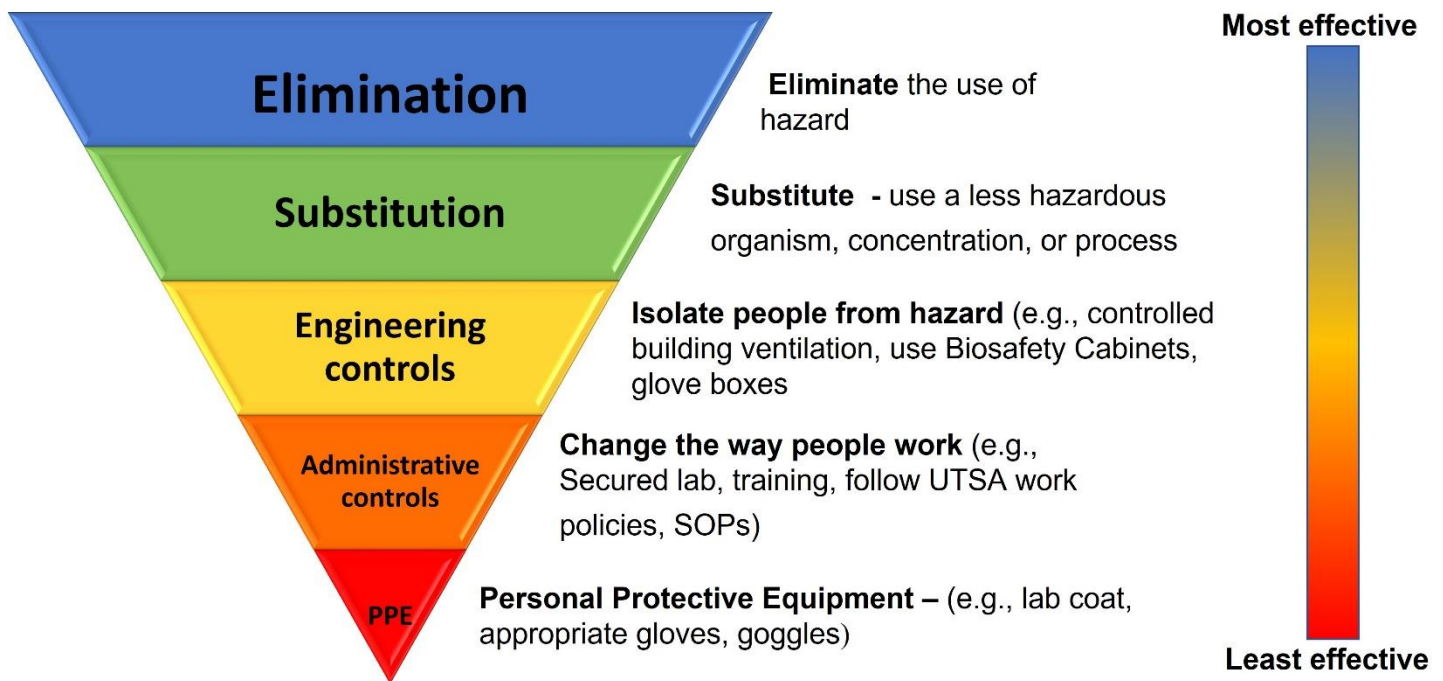 Most effective
Elimination
Eliminate the use of
hazard
Substitution
Substitute - use a less hazardous
organism, concentration, or process
Engineering
controls
Isolate people from hazard (e.g., controlled
building ventilation, use Biosafety Cabinets,
glove boxes
Administrative
controls
Change the way people work (e.g.,
Secured lab, training, follow UTSA work
policies, SOPs)
PPE
Personal Protective Equipment – (e.g., lab coat,
appropriate gloves, goggles)
Least effective